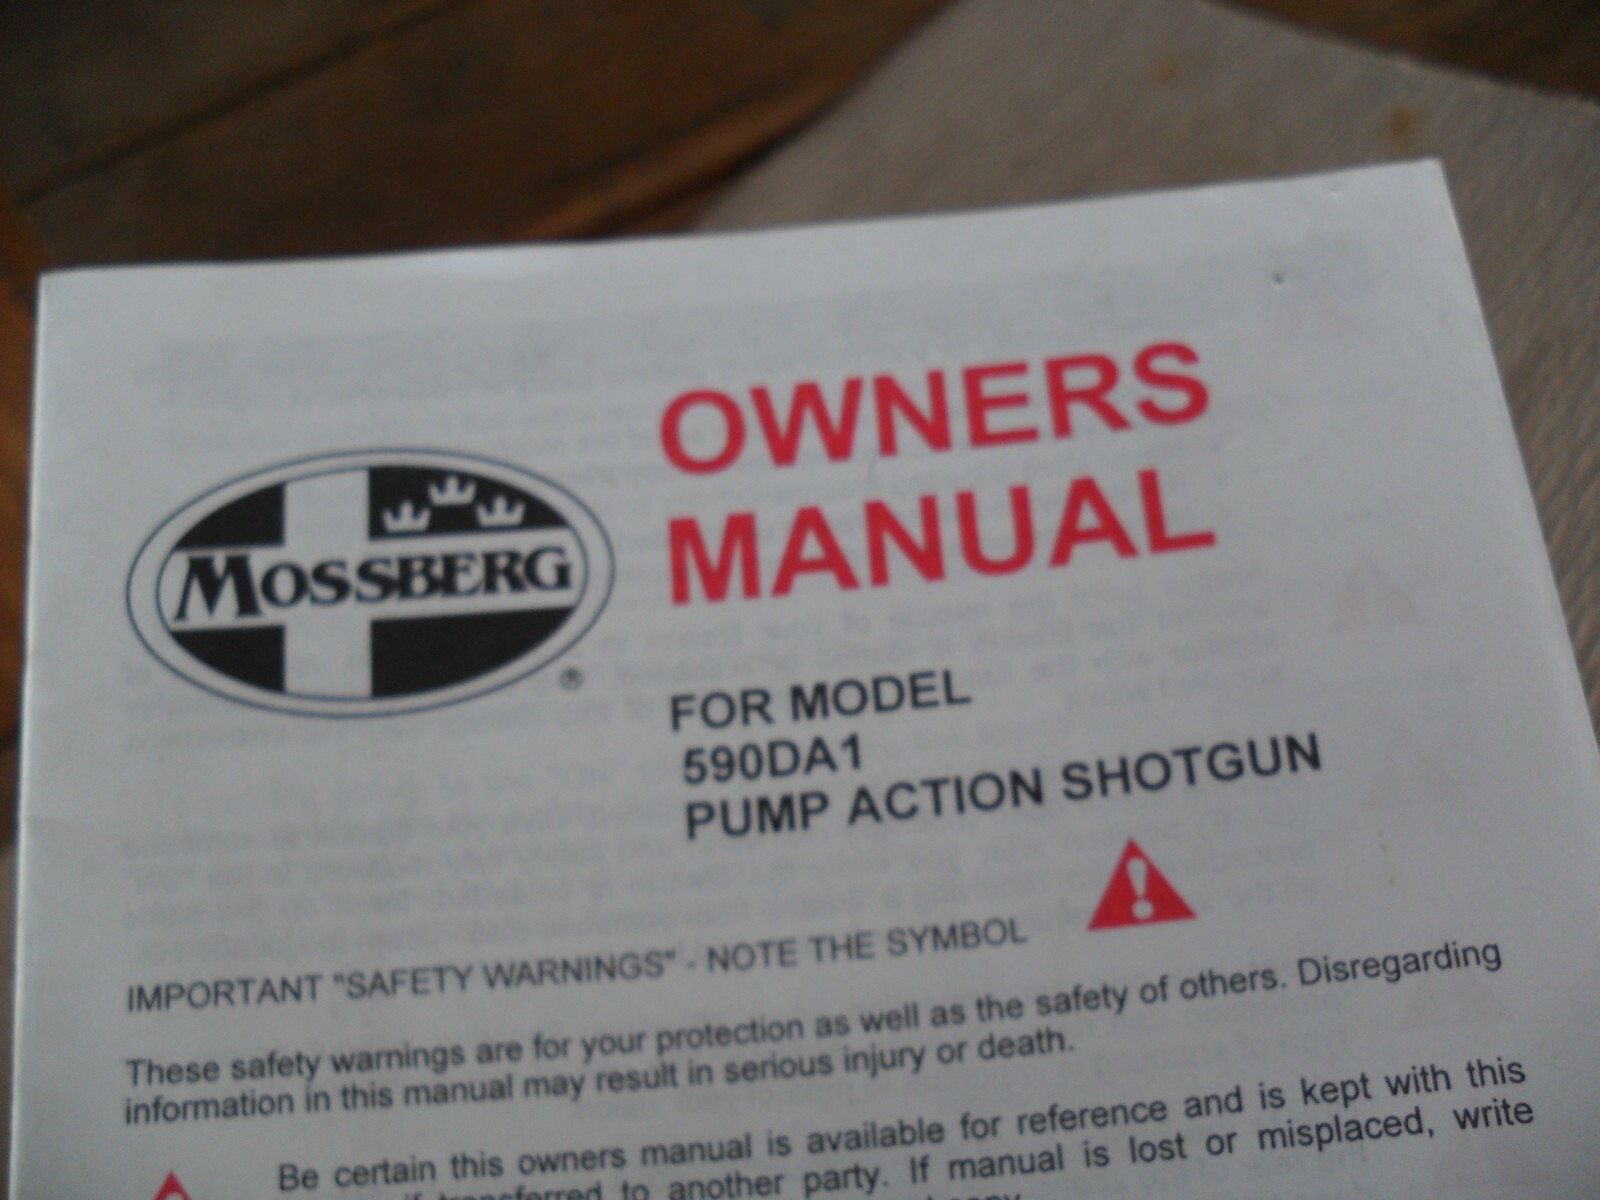 MOSSBERG
®
OWNERS
MANUAL
FOR MODEL
590DA1
PUMP ACTION SHOTGUN
IMPORTANT "SAFETY WARNINGS" - NOTE THE SYMBOL
These safety warnings are for your protection as well as the safety of others. Disregarding
information in this manual may result in serious injury or death.
Be certain this owners manual is available for reference and is kept with this
if transferred to another party. If manual is lost or misplaced, write